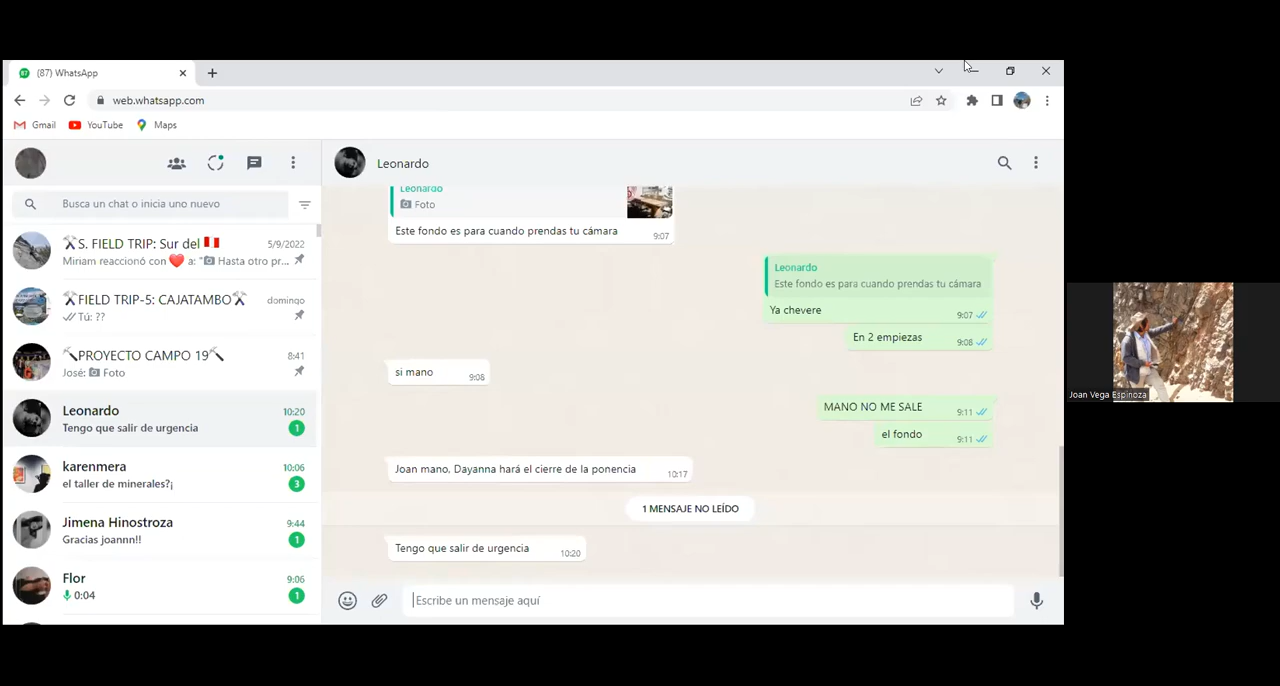 (87) WhatsApp
web.whatsapp.com
Gmail
YouTube
Maps
Busca un chat o inicia uno nuevo
S. FIELD TRIP: Sur del
5/9/2022
Miriam reaccionó con ❤️ a: "📷 Hasta otro pr...
⚒FIELD TRIP-5: CAJATAMBO⚒
domingo
Tú: ??
PROYECTO CAMPO 19
8:41
José: 📷 Foto
Leonardo
10:20
Tengo que salir de urgencia
1
karenmera
10:06
el taller de minerales?¡
3
Jimena Hinostroza
9:44
Gracias joannn!!
1
Flor
9:06
0:04
1
Leonardo
Leonardo
Foto
Este fondo es para cuando prendas tu cámara
9:07
Leonardo
Este fondo es para cuando prendas tu cámara
Ya chevere
9:07
En 2 empiezas
9:08
si mano
9:08
MANO NO ME SALE
9:11
el fondo
9:11
Joan mano, Dayanna hará el cierre de la ponencia
10:17
1 MENSAJE NO LEÍDO
Tengo que salir de urgencia
10:20
Escribe un mensaje aquí
Joan Vega Espinoza